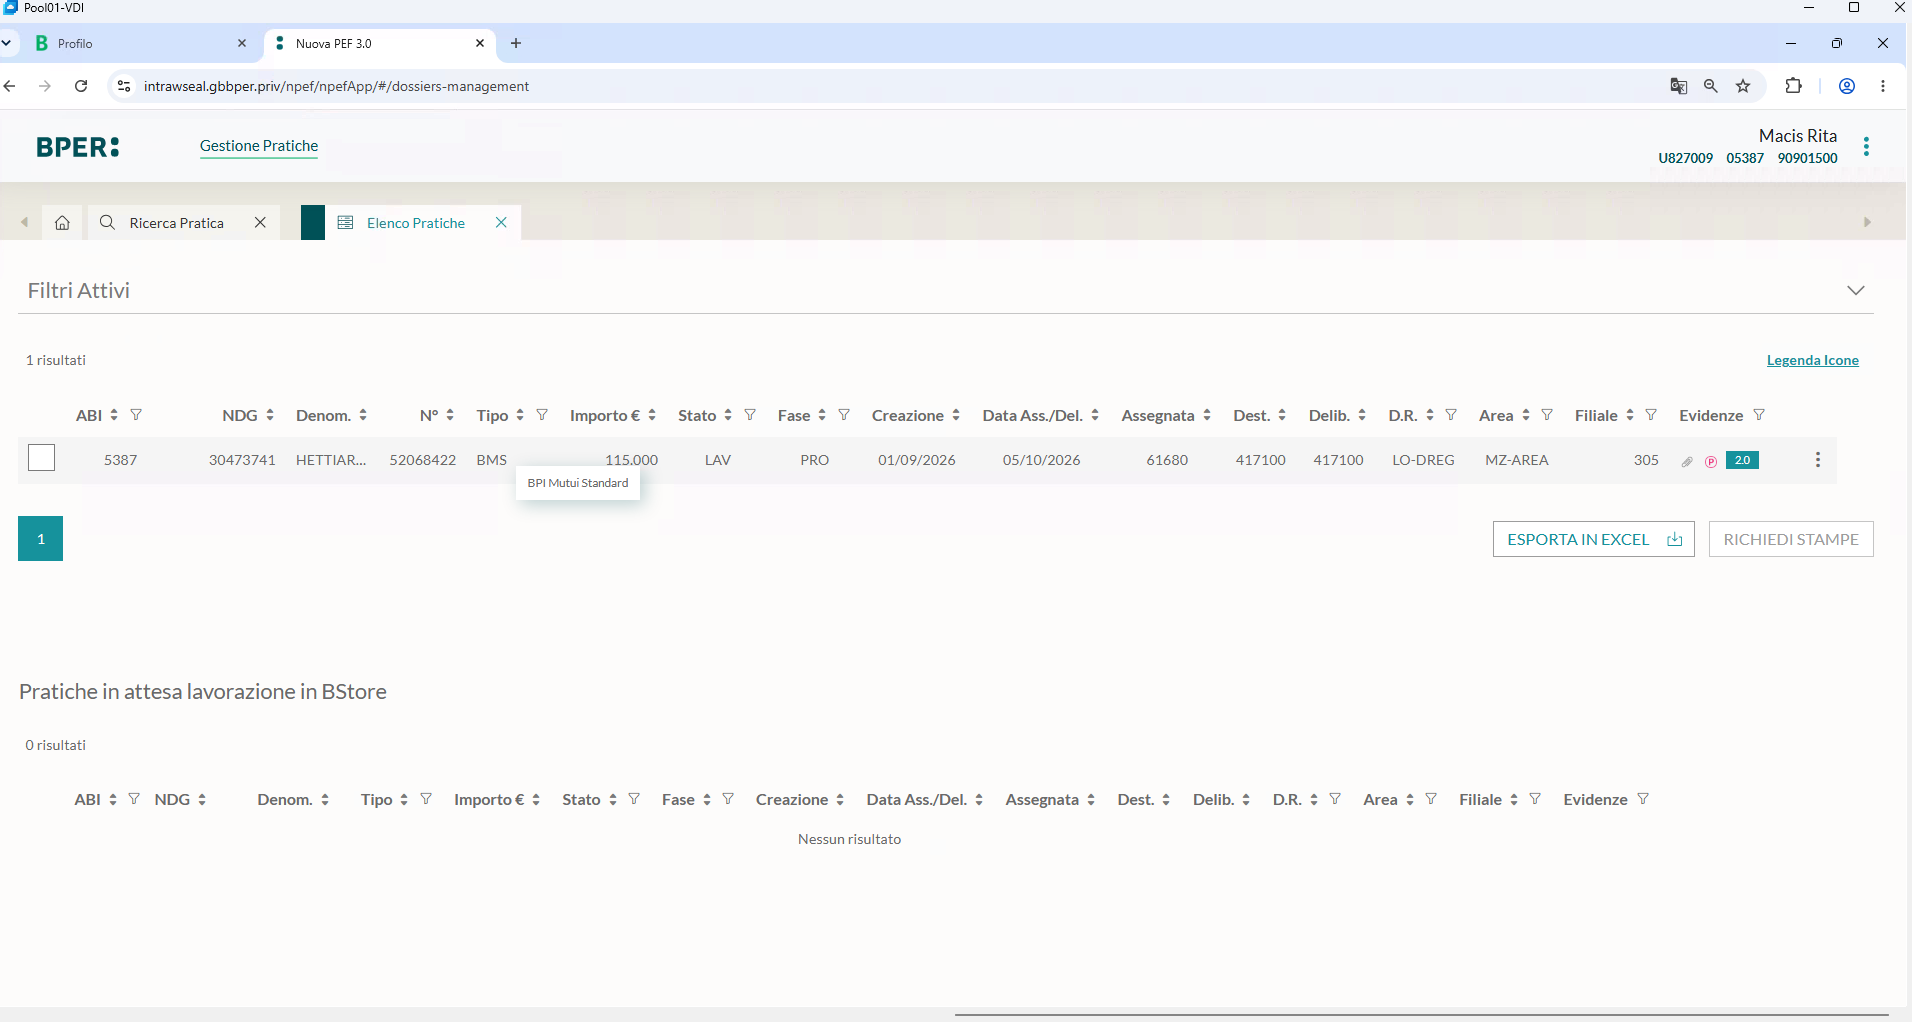 Pool01-VDI
Profilo
Nuova PEF 3.0
intrawseal.gbbper.priv/npef/npefApp/#/dossiers-management
BPER:
Gestione Pratiche
Macis Rita
U827009 05387 90901500
Ricerca Pratica
Elenco Pratiche
Filtri Attivi
1 risultati
Legenda Icone
ABI NDG Denom. N° Tipo Importo € Stato Fase Creazione Data Ass./Del. Assegnata Dest. Delib. D.R. Area Filiale Evidenze
5387 30473741 HETTIAR... 52068422 BMS 115.000 LAV PRO 01/09/2026 05/10/2026 61680 417100 417100 LO-DREG MZ-AREA 305 P 2.0
BPI Mutui Standard
1
ESPORTA IN EXCEL
RICHIEDI STAMPE
Pratiche in attesa lavorazione in BStore
0 risultati
ABI NDG Denom. Tipo Importo € Stato Fase Creazione Data Ass./Del. Assegnata Dest. Delib. D.R. Area Filiale Evidenze
Nessun risultato